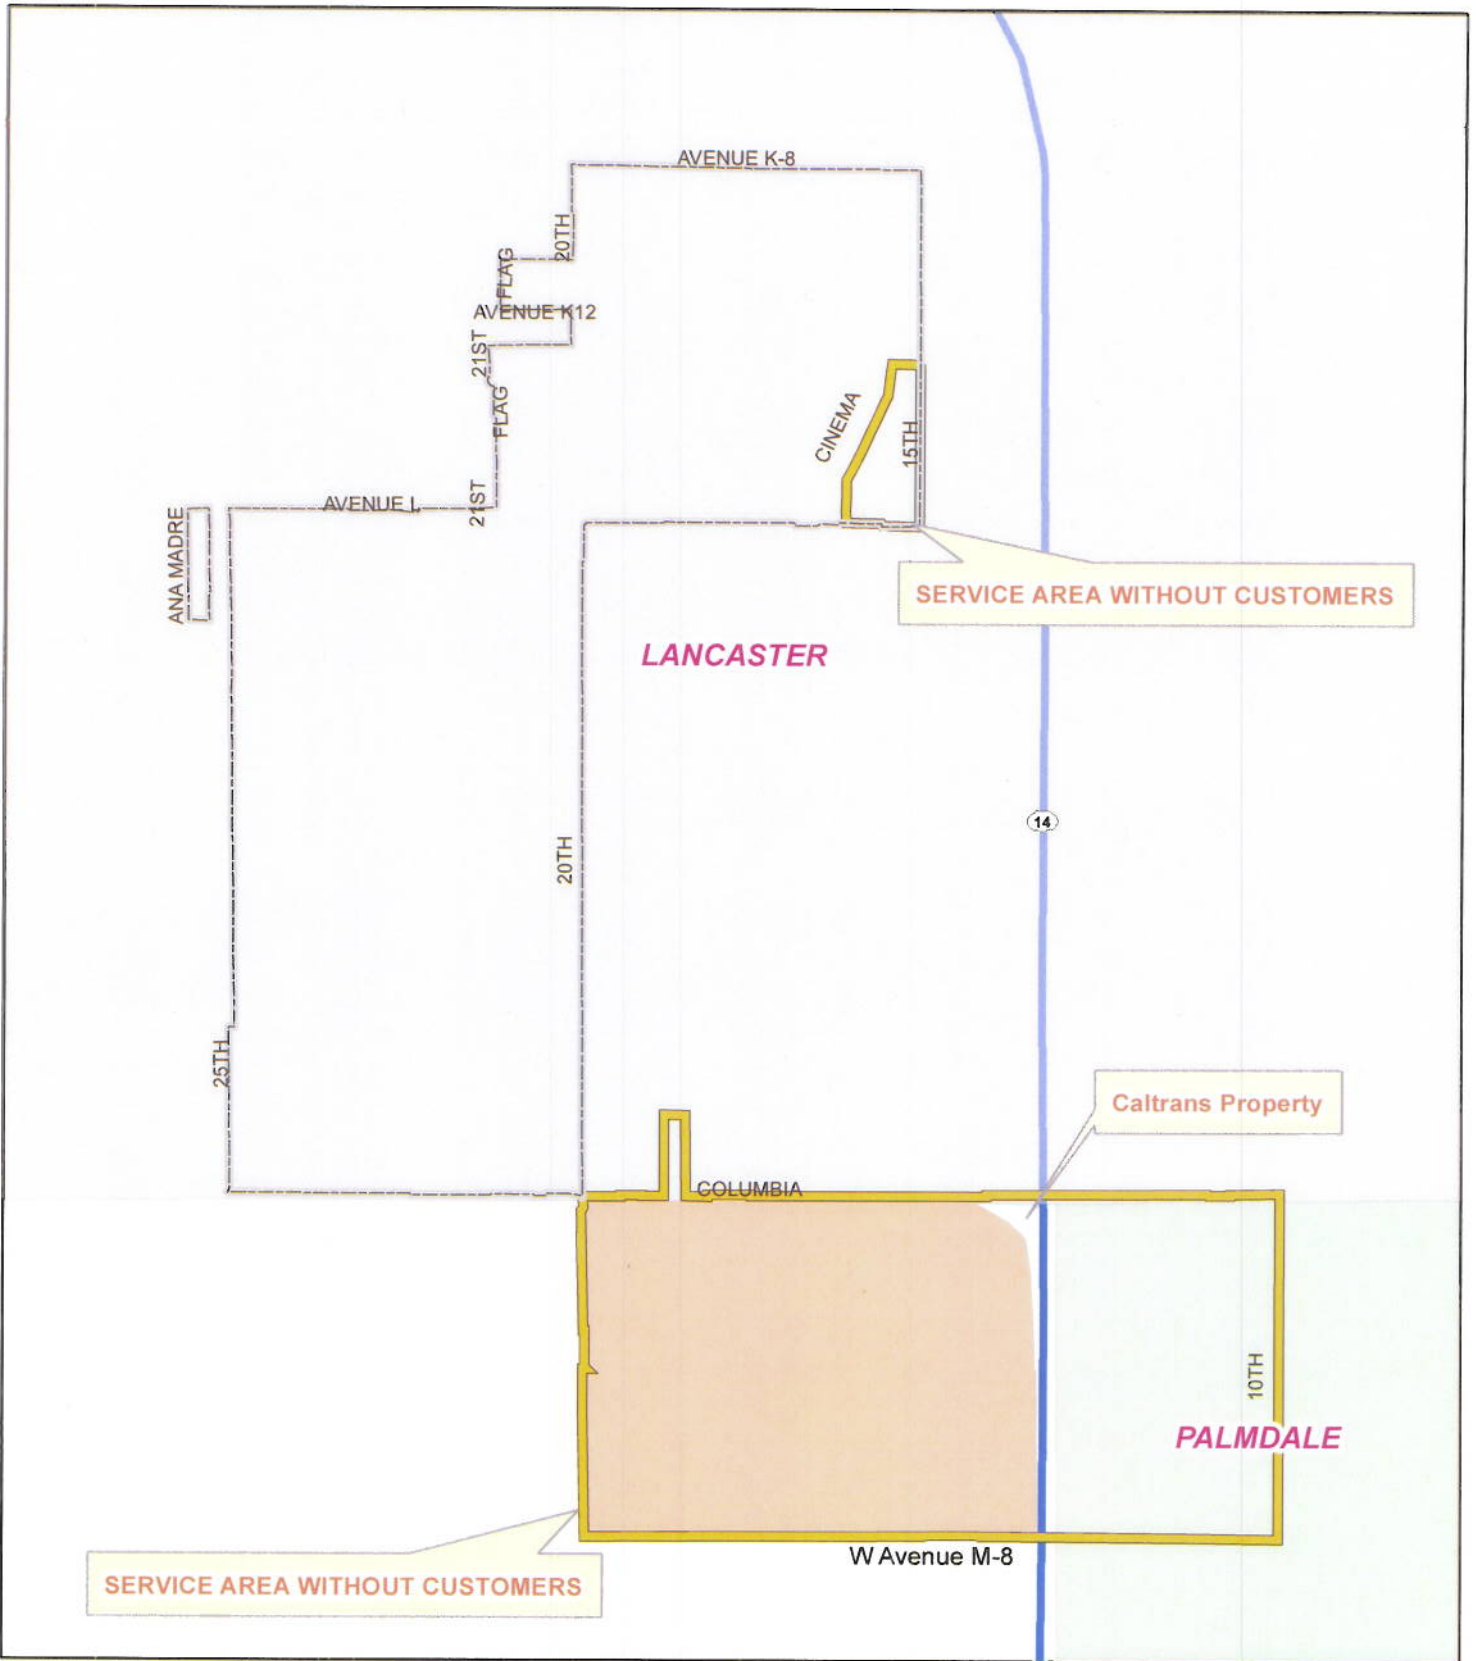 AVENUE K-8
20TH
FLAG
AVENUE K12
21ST
FLAG
CINEMA
15TH
AVENUE L
21ST
ANA MADRE
SERVICE AREA WITHOUT CUSTOMERS
LANCASTER
14
20TH
25TH
Caltrans Property
COLUMBIA
10TH
PALMDALE
W Avenue M-8
SERVICE AREA WITHOUT CUSTOMERS